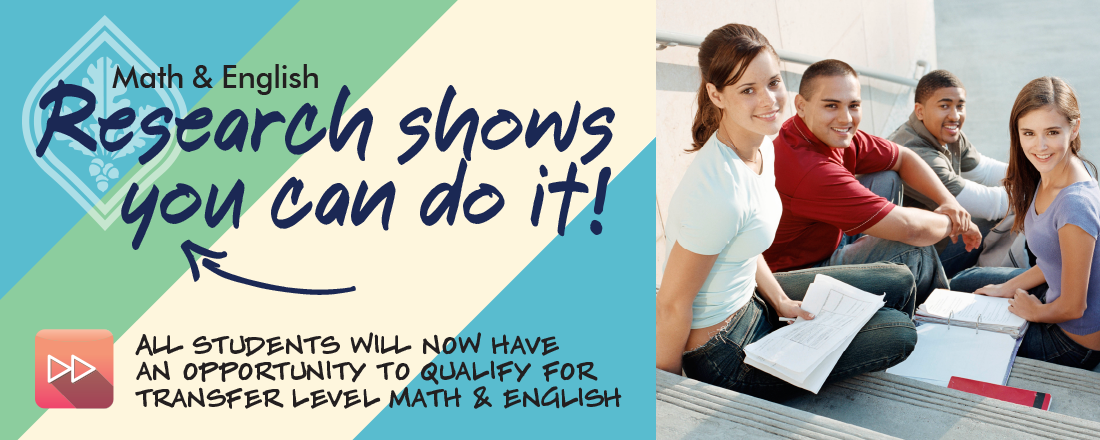 Math & English
Research shows
you can do it!
ALL STUDENTS WILL NOW HAVE
AN OPPORTUNITY TO QUALIFY FOR
TRANSFER LEVEL MATH & ENGLISH